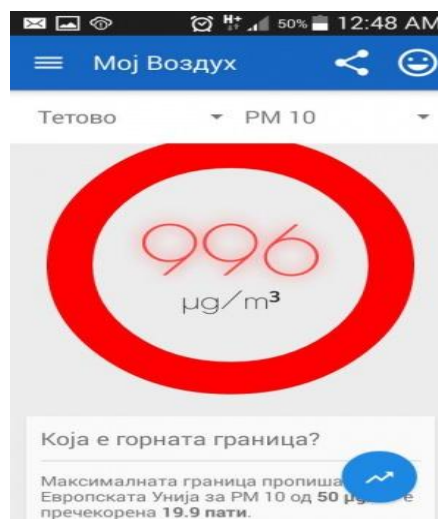 50% 12:48 AM
Мој Воздух
Тетово PM 10
996
µg/m³
Која е горната граница?
Максималната граница
Европската Унија за PM 10 од 50 е
пречекорена 19.9 пати.